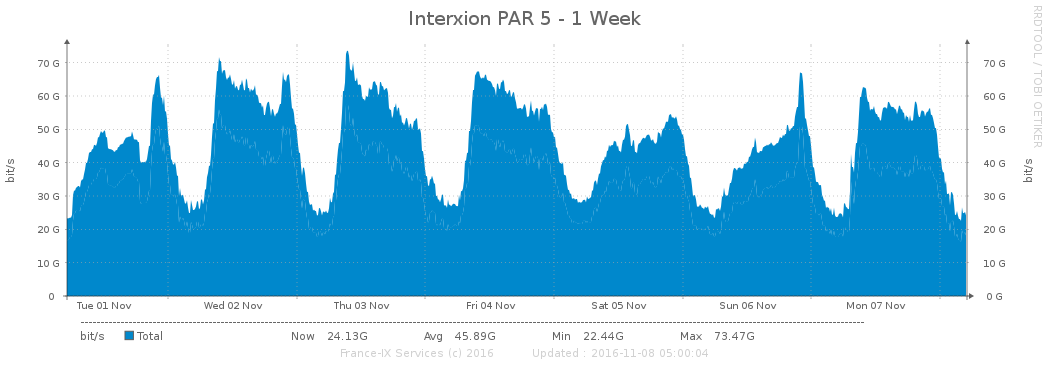 Interxion PAR 5 - 1 Week
RRDTOOL / TOBI OETIKER
bit/s
70 G
60 G
50 G
40 G
30 G
20 G
10 G
0
70 G
60 G
50 G
40 G
30 G
20 G
10 G
0 G
bit/s
Tue 01 Nov Wed 02 Nov Thu 03 Nov Fri 04 Nov Sat 05 Nov Sun 06 Nov Mon 07 Nov
bit/s Total Now 24.13G Avg 45.89G Min 22.44G Max 73.47G
France-IX Services (c) 2016 Updated : 2016-11-08 05:00:04